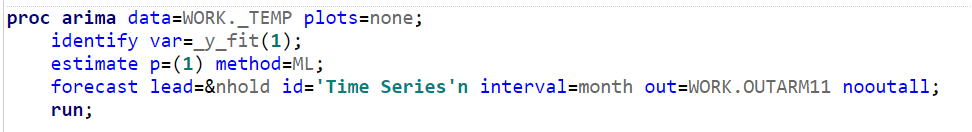 proc arima data=WORK._TEMP plots=none;
identify var=_y_fit(1);
estimate p=(1) method=ML;
forecast lead=&nhold id='Time Series'n interval=month out=WORK.OUTARM11 nooutall;
run;